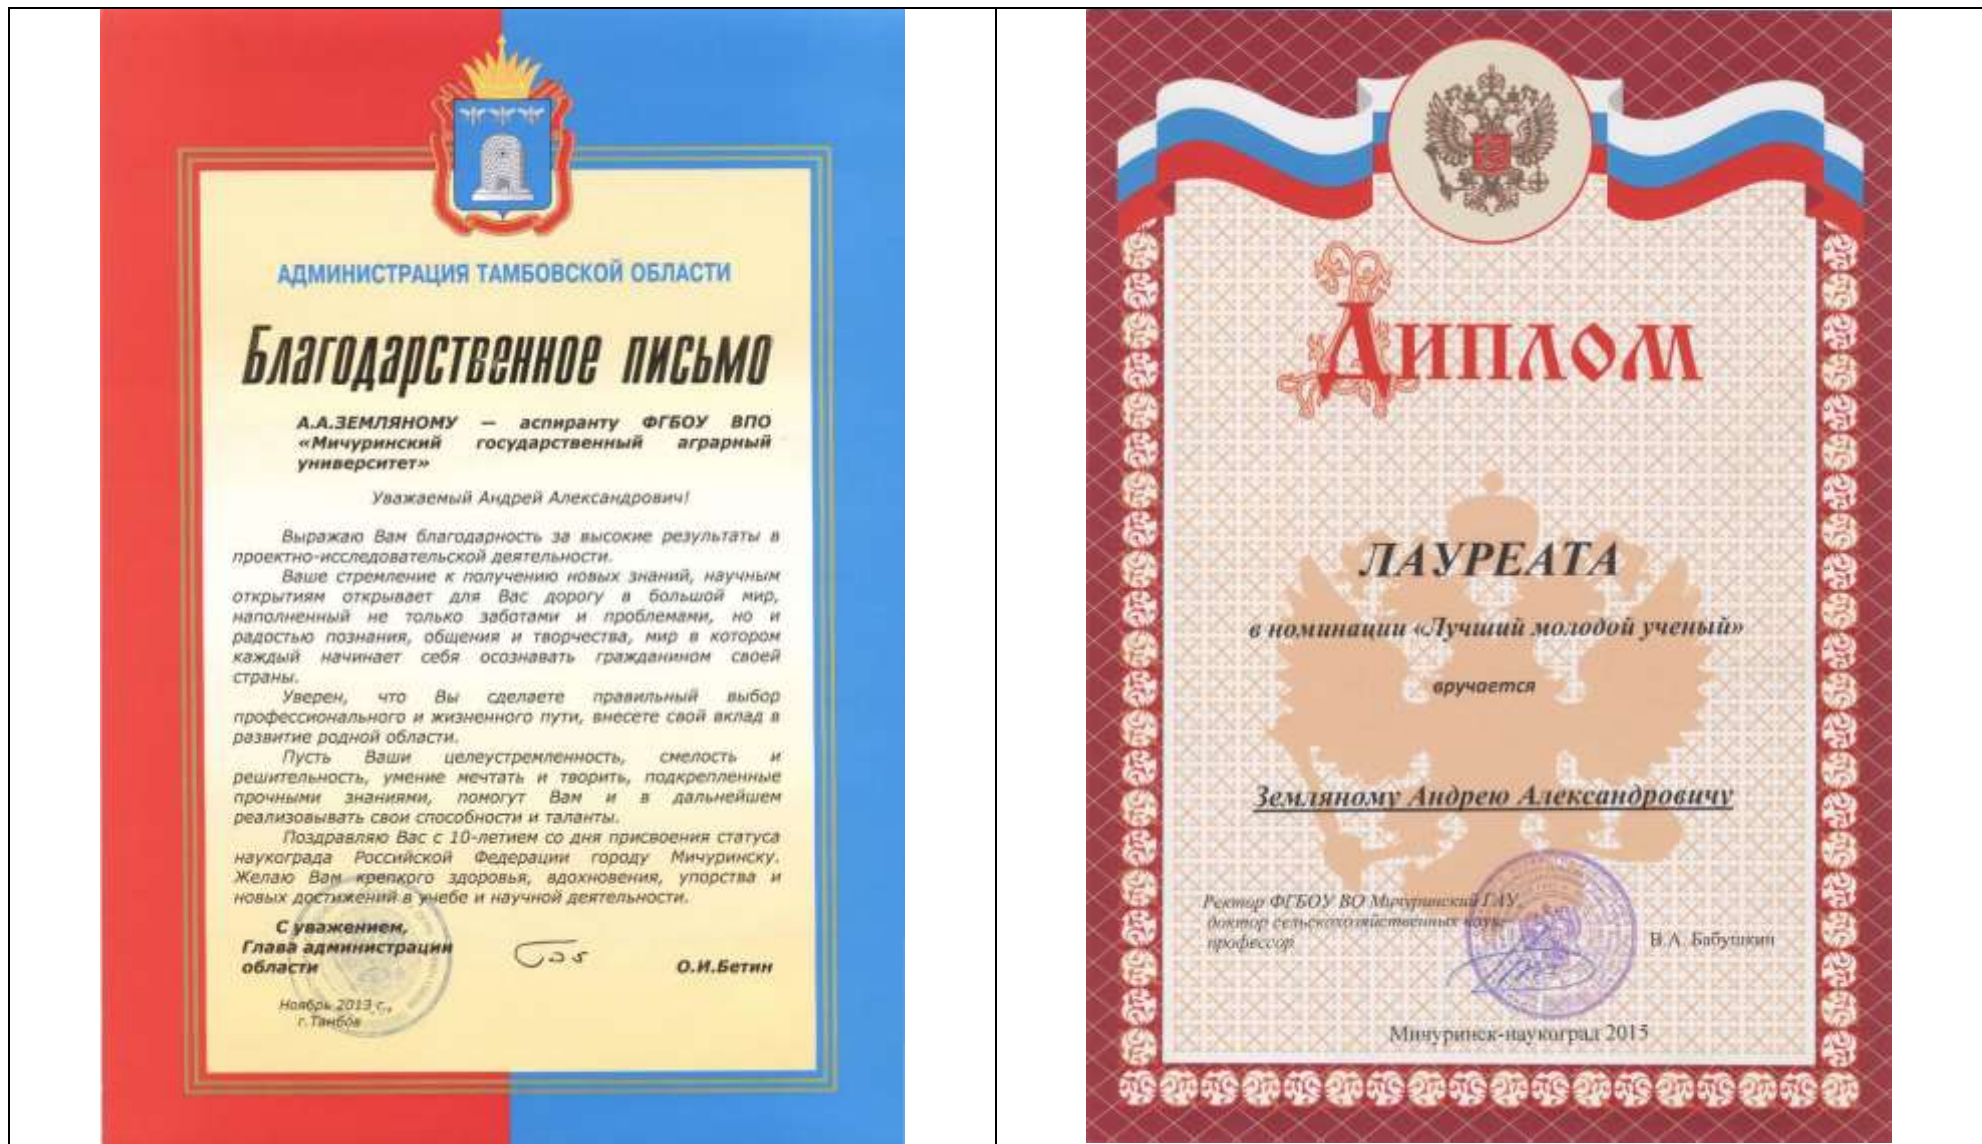 АДМИНИСТРАЦИЯ ТАМБОВСКОЙ ОБЛАСТИ
Благодарственное письмо
А.А.ЗЕМЛЯНОМУ — аспиранту ФГБОУ ВПО
«Мичуринский государственный аграрный
университет»
Уважаемый Андрей Александрович!
Выражаю Вам благодарность за высокие результаты в
проектно-исследовательской деятельности.
Ваше стремление к получению новых знаний, научным
открытиям открывает для Вас дорогу в большой мир,
наполненный не только заботами и проблемами, но и
радостью познания, общения и творчества, мир в котором
каждый начинает себя осознавать гражданином своей
страны.
Уверен, что Вы сделаете правильный выбор
профессионального и жизненного пути, внесете свой вклад в
развитие родной области.
Пусть Ваши целеустремленность, смелость и
решительность, умение мечтать и творить, подкрепленные
прочными знаниями, помогут Вам и в дальнейшем
реализовывать свои способности и таланты.
Поздравляю Вас с 10-летием со дня присвоения статуса
наукограда Российской Федерации городу Мичуринску.
Желаю Вам крепкого здоровья, вдохновения, упорства и
новых достижений в учебе и научной деятельности.
С уважением,
Глава администрации
области
О.И.Бетин
Ноябрь 2013 г.,
г.Тамбов
Диплом
ЛАУРЕАТА
в номинации «Лучший молодой ученый»
вручается
Земляному Андрею Александровичу
Ректор ФГБОУ ВО Мичуринский ГАУ,
доктор сельскохозяйственных наук,
профессор
В.А. Бабушкин
Мичуринск-наукоград 2015